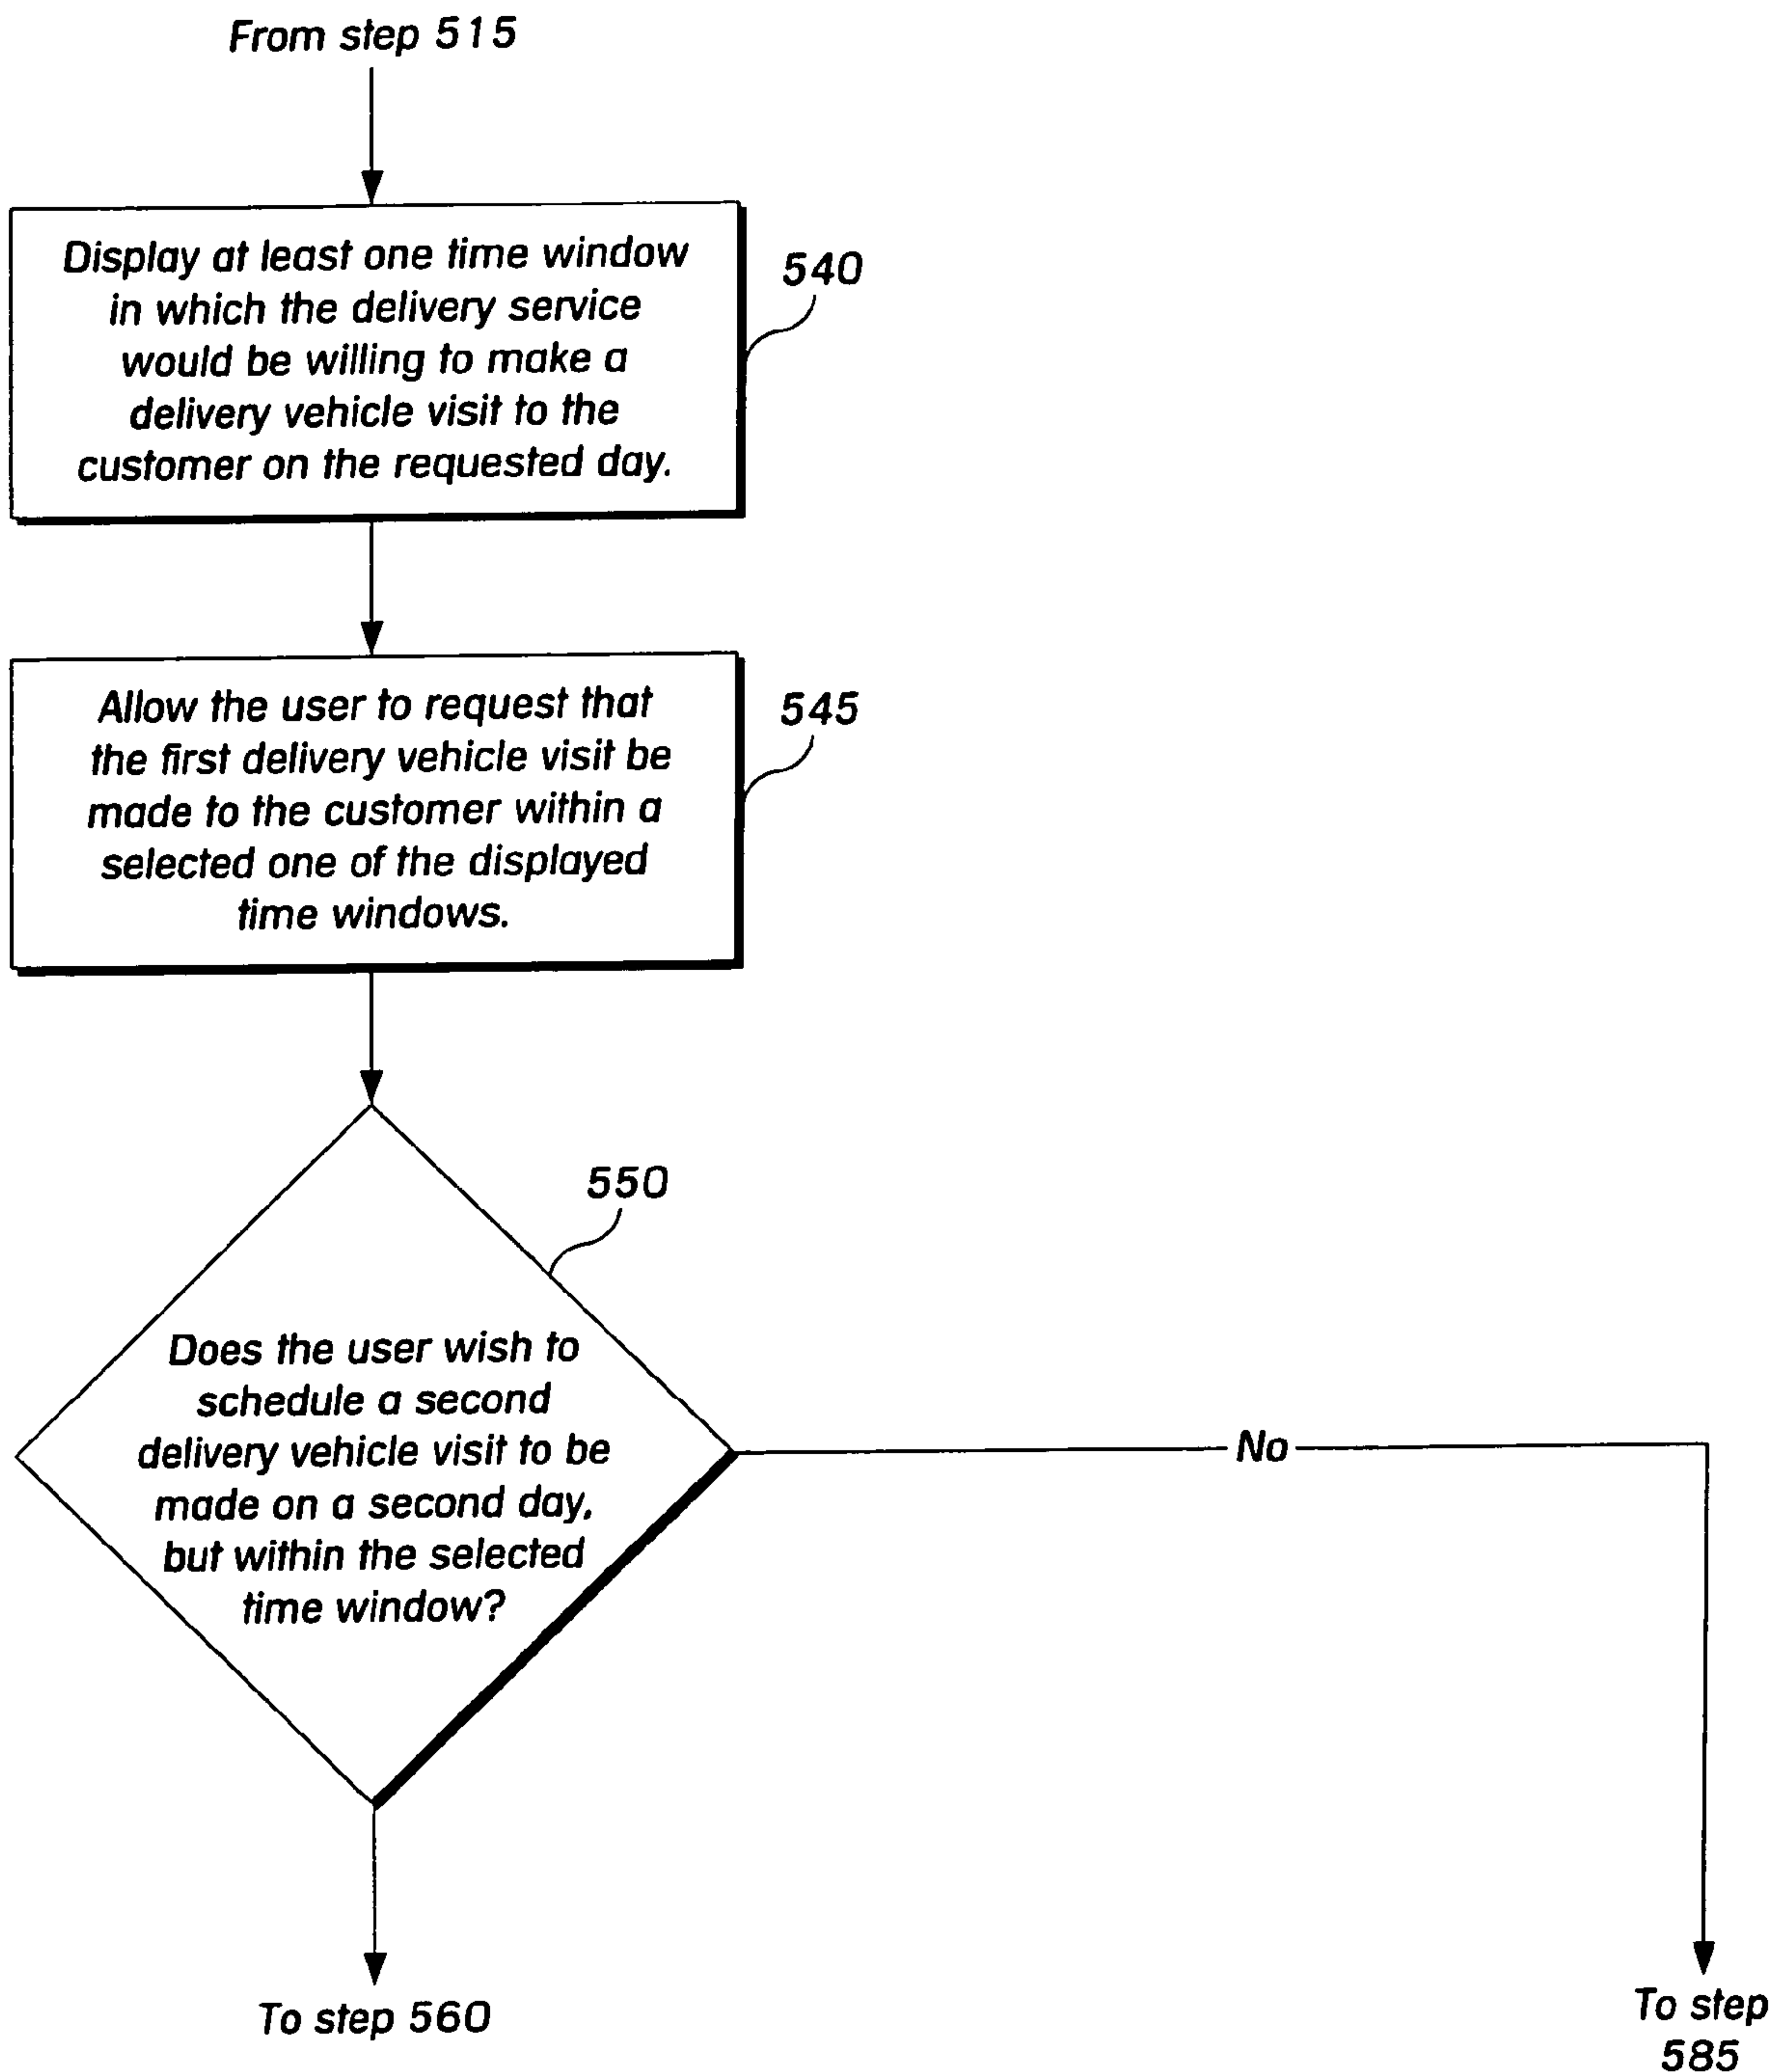 From step 515
Display at least one time window
in which the delivery service
would be willing to make a
delivery vehicle visit to the
customer on the requested day.
540
Allow the user to request that
the first delivery vehicle visit be
made to the customer within a
selected one of the displayed
time windows.
545
550
Does the user wish to
schedule a second
delivery vehicle visit to be
made on a second day,
but within the selected
time window?
No
To step 560
To step
585